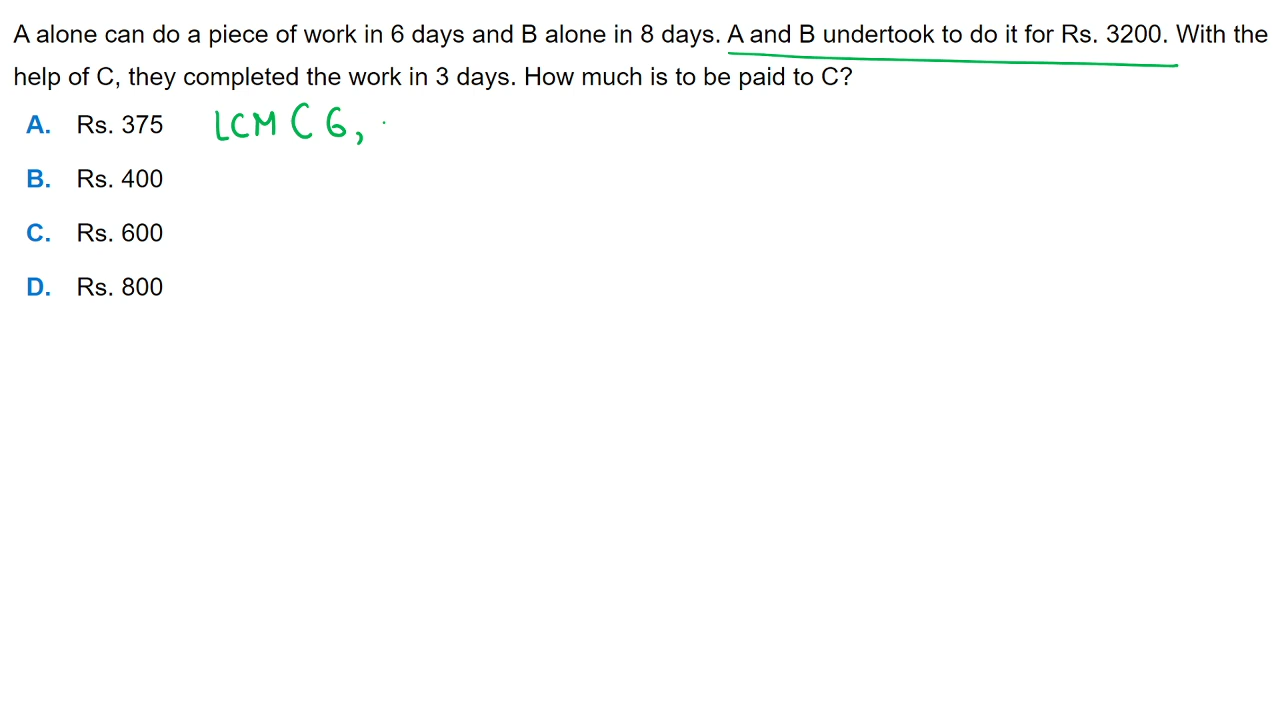 A alone can do a piece of work in 6 days and B alone in 8 days. A and B undertook to do it for Rs. 3200. With the
help of C, they completed the work in 3 days. How much is to be paid to C?
A. Rs. 375 LCM ( 6,
B. Rs. 400
C. Rs. 600
D. Rs. 800